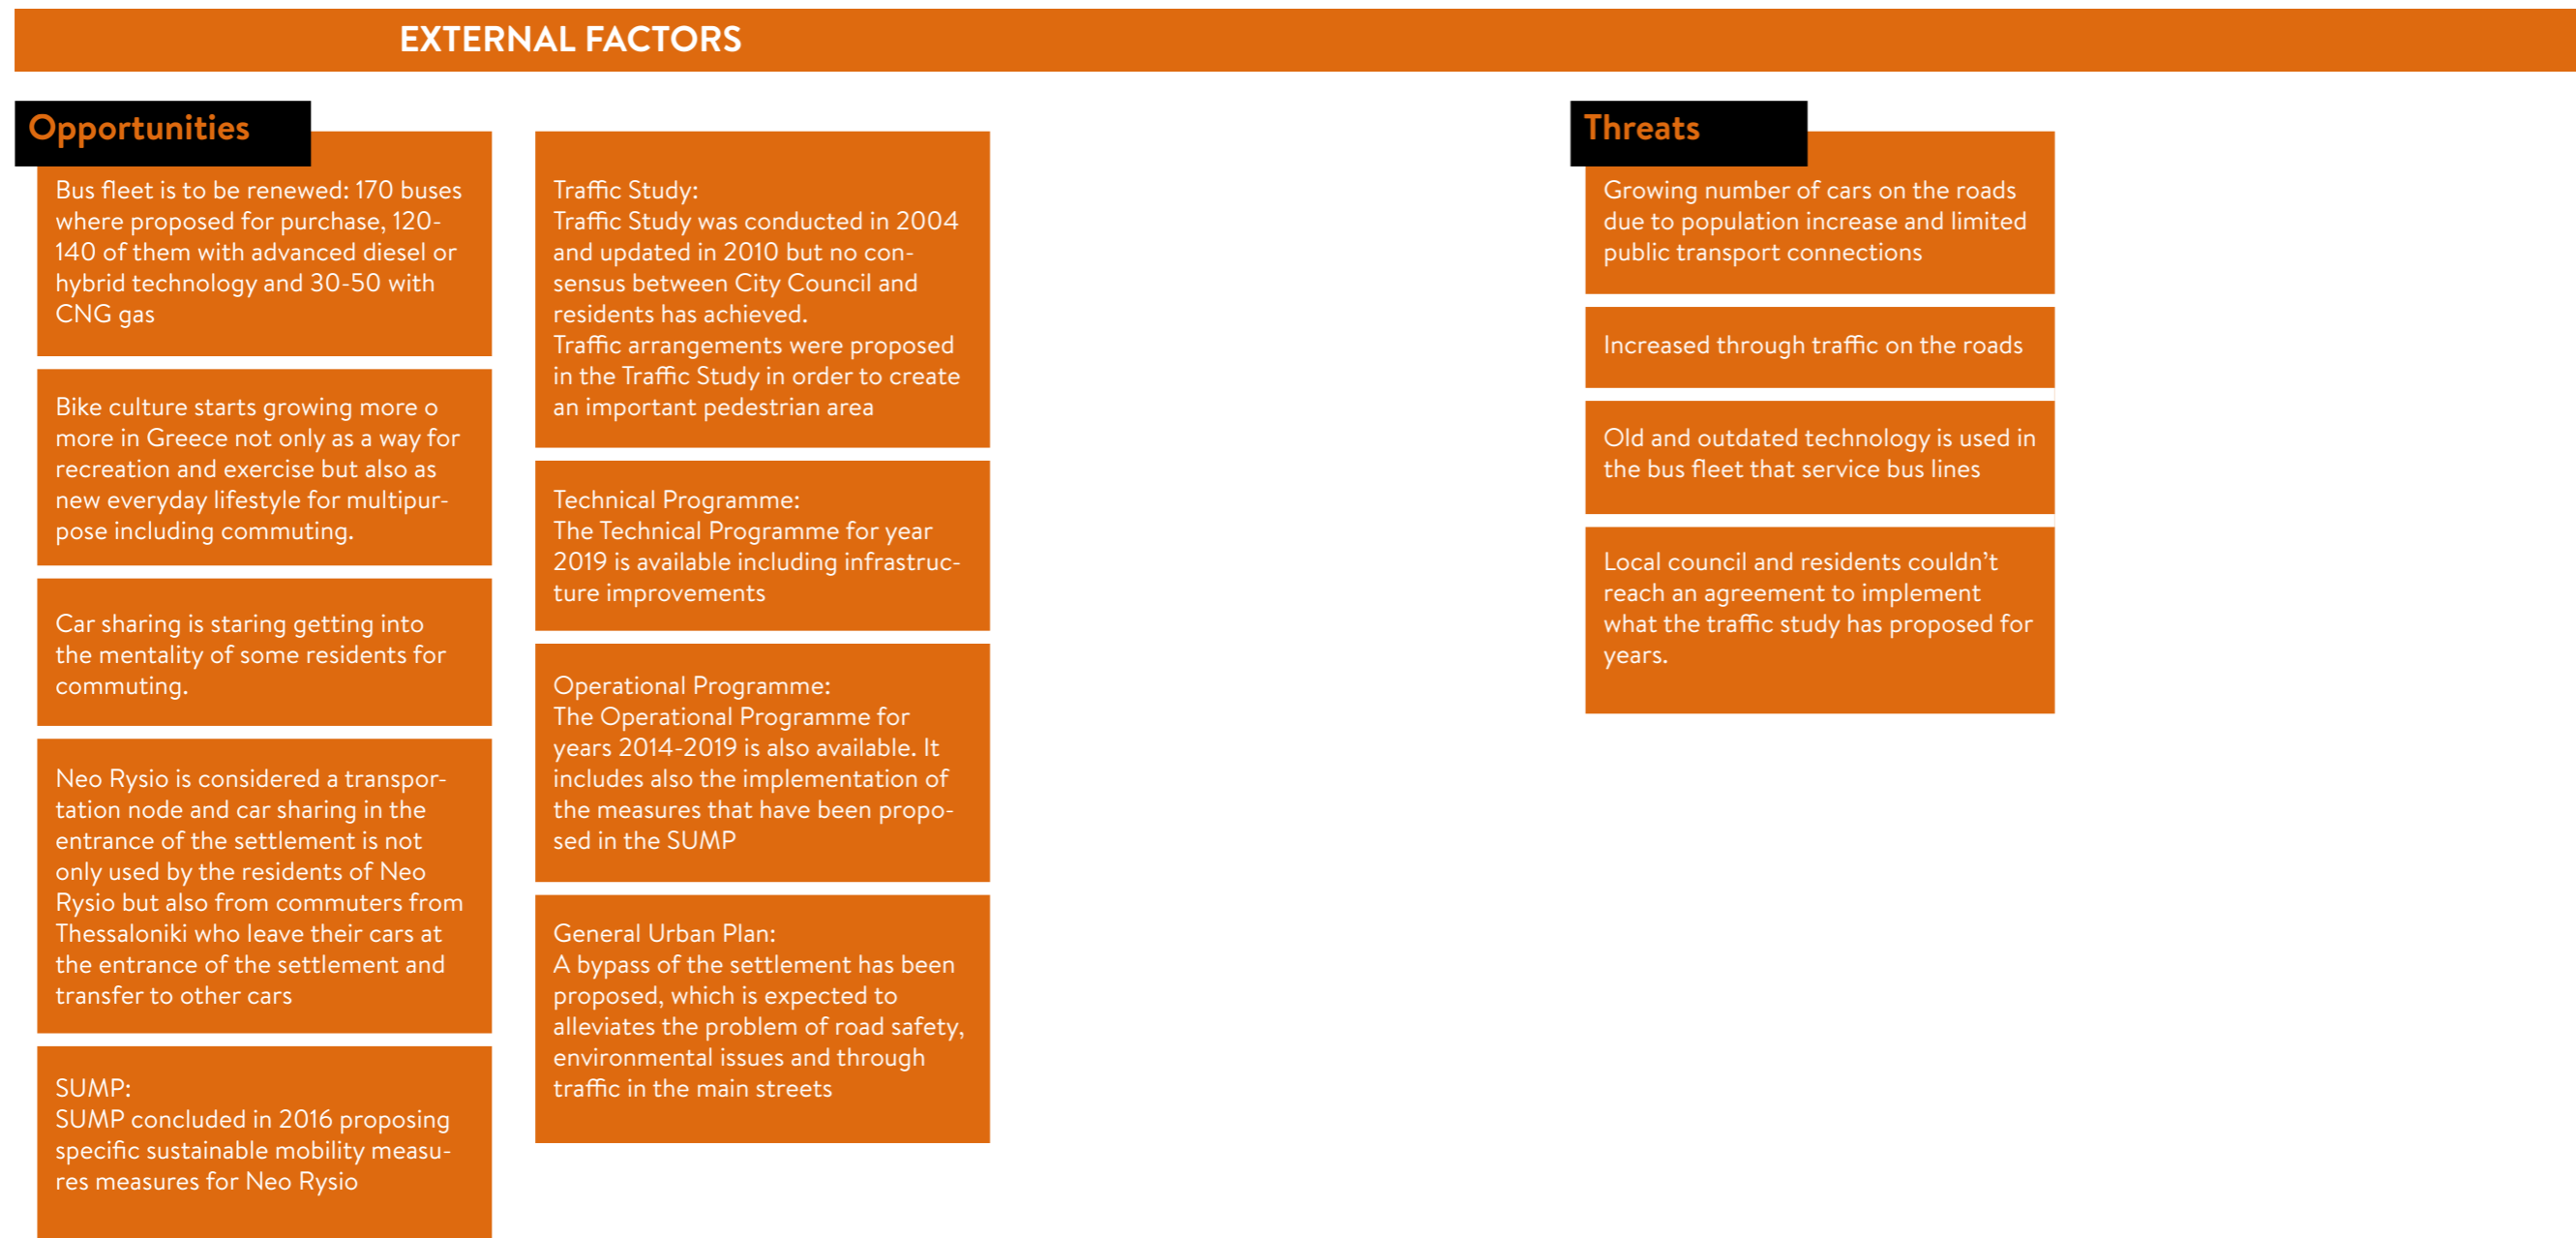 EXTERNAL FACTORS
Opportunities
Bus fleet is to be renewed: 170 buses
where proposed for purchase, 120-
140 of them with advanced diesel or
hybrid technology and 30-50 with
CNG gas
Bike culture starts growing more o
more in Greece not only as a way for
recreation and exercise but also as
new everyday lifestyle for multipur-
pose including commuting.
Car sharing is staring getting into
the mentality of some residents for
commuting.
Neo Rysio is considered a transpor-
tation node and car sharing in the
entrance of the settlement is not
only used by the residents of Neo
Rysio but also from commuters from
Thessaloniki who leave their cars at
the entrance of the settlement and
transfer to other cars
SUMP:
SUMP concluded in 2016 proposing
specific sustainable mobility measu-
res measures for Neo Rysio
Traffic Study:
Traffic Study was conducted in 2004
and updated in 2010 but no con-
sensus between City Council and
residents has achieved.
Traffic arrangements were proposed
in the Traffic Study in order to create
an important pedestrian area
Technical Programme:
The Technical Programme for year
2019 is available including infrastruc-
ture improvements
Operational Programme:
The Operational Programme for
years 2014-2019 is also available. It
includes also the implementation of
the measures that have been propo-
sed in the SUMP
General Urban Plan:
A bypass of the settlement has been
proposed, which is expected to
alleviates the problem of road safety,
environmental issues and through
traffic in the main streets
Threats
Growing number of cars on the roads
due to population increase and limited
public transport connections
Increased through traffic on the roads
Old and outdated technology is used in
the bus fleet that service bus lines
Local council and residents couldn't
reach an agreement to implement
what the traffic study has proposed for
years.